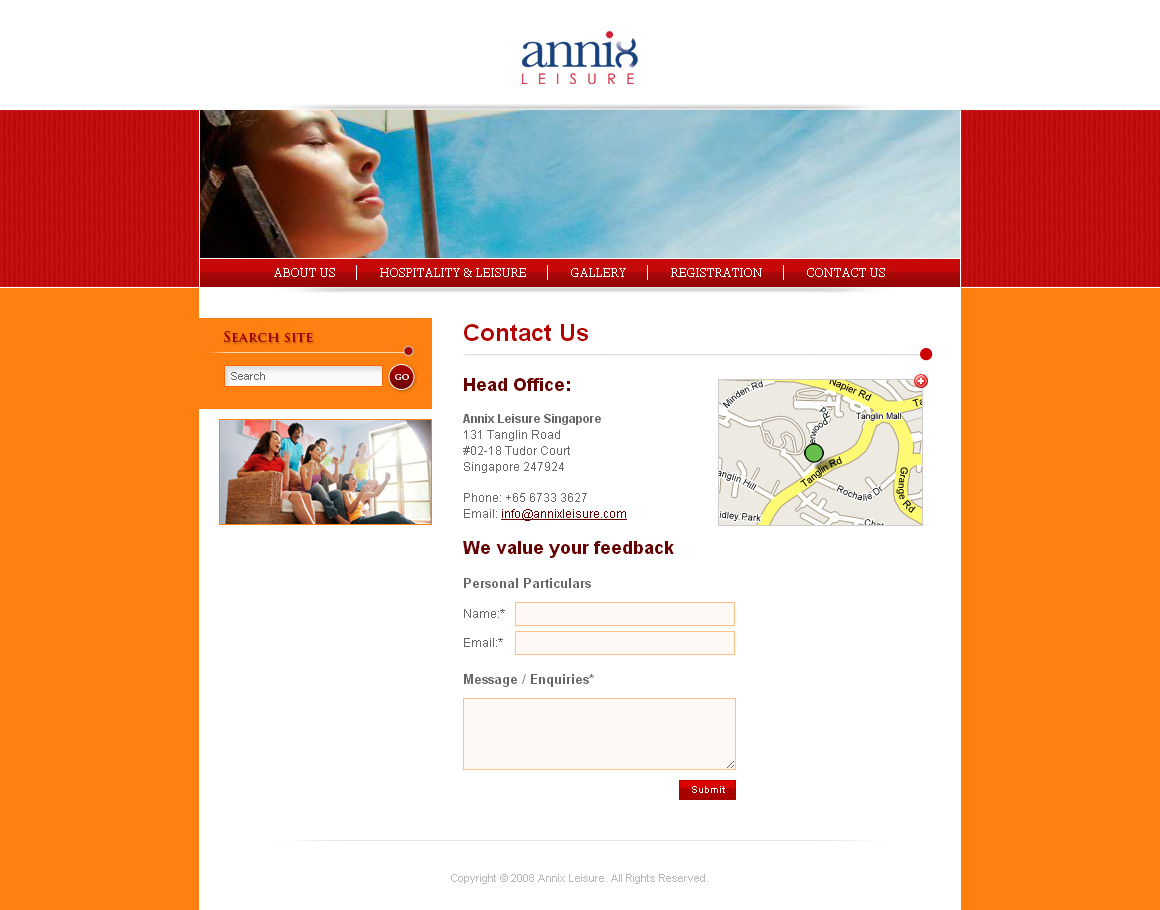 annix
LEISURE
ABOUT US
HOSPITALITY & LEISURE
GALLERY
REGISTRATION
CONTACT US
SEARCH SITE
Search
GO
Contact Us
Head Office:
Annix Leisure Singapore
131 Tanglin Road
#02-18 Tudor Court
Singapore 247924
Phone: +65 6733 3627
Email: info@annixleisure.com
Minden Rd
Napier Rd
Tanglin Mall
Tanglin Rd
anglin Hill
Rochalie Dr
Grange Rd
idley Park
We value your feedback
Personal Particulars
Name:*
Email:*
Message / Enquiries*
Submit
Copyright © 2008 Annix Leisure. All Rights Reserved.